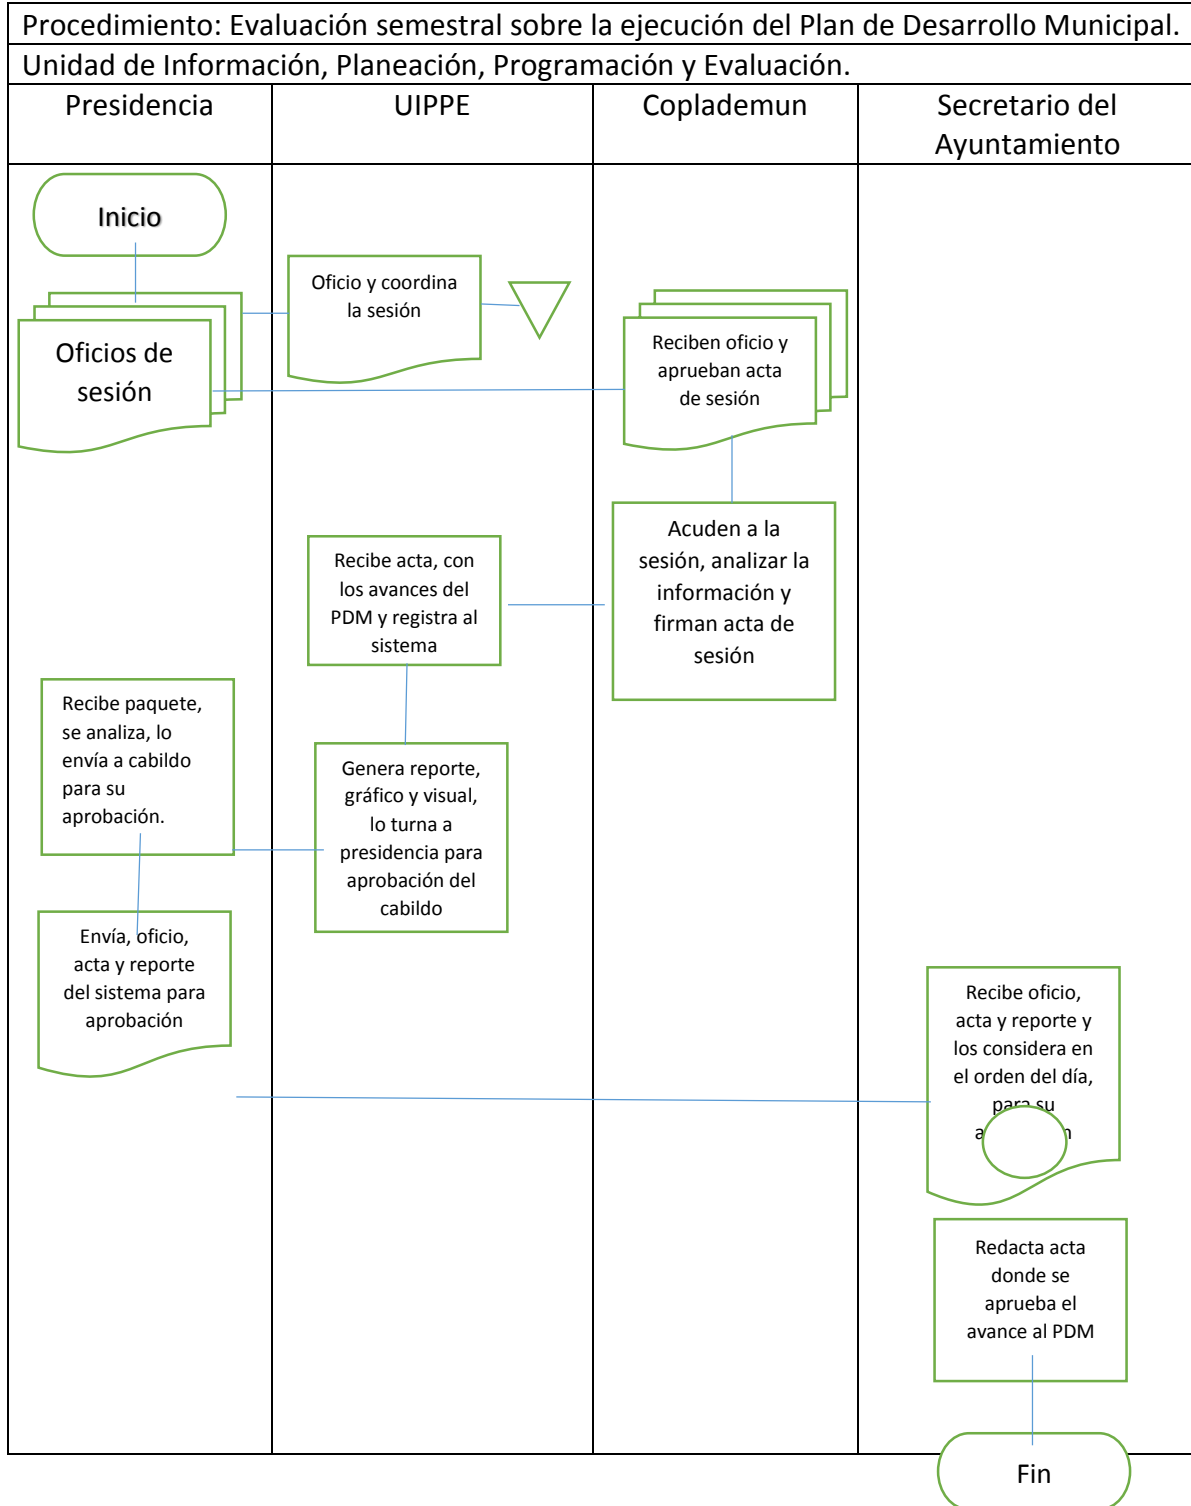 Procedimiento: Evaluación semestral sobre la ejecución del Plan de Desarrollo Municipal.
Unidad de Información, Planeación, Programación y Evaluación.
Presidencia
UIPPE
Coplademun
Secretario del
Ayuntamiento
Inicio
Oficios de
sesión
Oficio y coordina
la sesión
Reciben oficio y
aprueban acta
de sesión
Acuden a la
sesión, analizar la
información y
firman acta de
sesión
Recibe acta, con
los avances del
PDM y registra al
sistema
Genera reporte,
gráfico y visual,
lo turna a
presidencia para
aprobación del
cabildo
Recibe paquete,
se analiza, lo
envía a cabildo
para su
aprobación.
Envía, oficio,
acta y reporte
del sistema para
aprobación
Recibe oficio,
acta y reporte y
los considera en
el orden del día,
para su
Redacta acta
donde se
aprueba el
avance al PDM
Fin